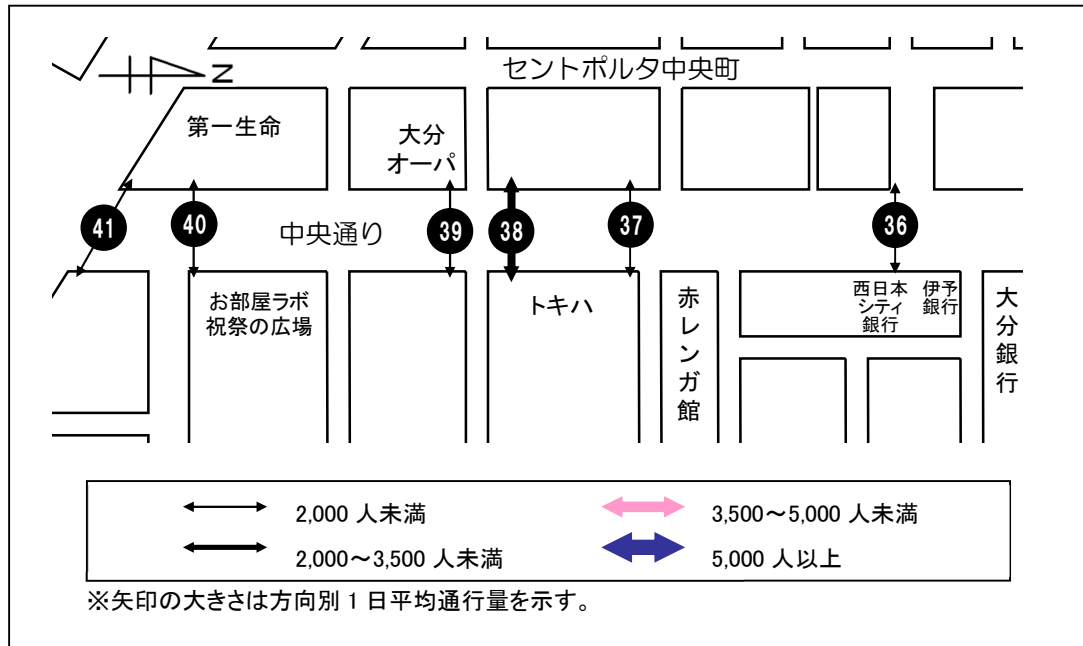 N
セントポルタ中央町
第一生命
大分
オーパ
41
40
中央通り
39
38
37
36
お部屋ラボ
祝祭の広場
トキハ
赤レンガ館
西日本
シティ
銀行
伊予
銀行
大分銀行
2,000 人未満
3,500～5,000 人未満
2,000～3,500 人未満
5,000 人以上
※矢印の大きさは方向別 1 日平均通行量を示す。